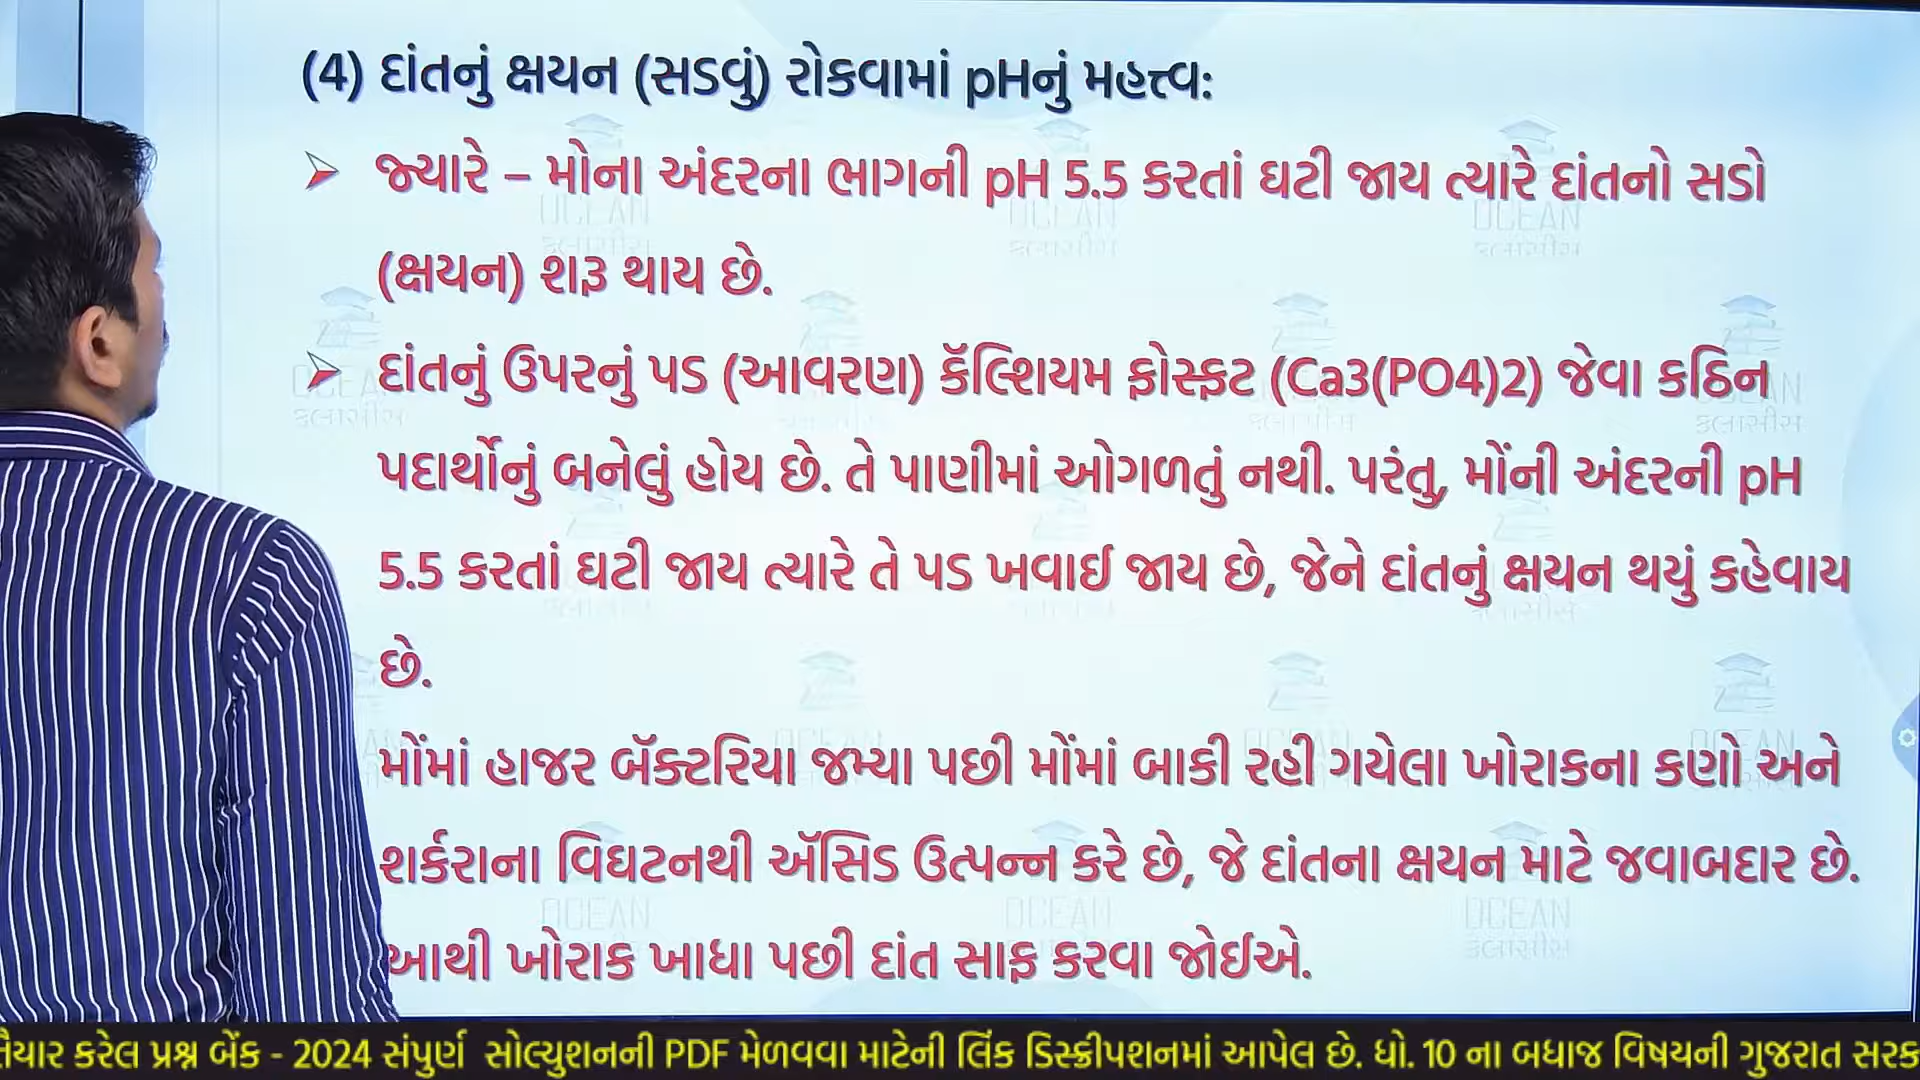 (4) દાંતનું ક્ષયન (સડવું) રોકવામાં pHનું મહત્ત્વ:
➢ જ્યારે – મોના અંદરના ભાગની pH 5.5 કરતાં ઘટી જાય ત્યારે દાંતનો સડો
(ક્ષયન) શરૂ થાય છે.
➢ દાંતનું ઉપરનું પડ (આવરણ) કૅલ્શિયમ ફોસ્ફટ (Ca3(PO4)2) જેવા કઠિન
પદાર્થોનું બનેલું હોય છે. તે પાણીમાં ઓગળતું નથી. પરંતુ, મોંની અંદરની pH
5.5 કરતાં ઘટી જાય ત્યારે તે પડ ખવાઈ જાય છે, જેને દાંતનું ક્ષયન થયું કહેવાય
છે.
મોંમાં હાજર બૅક્ટરિયા જમ્યા પછી મોંમાં બાકી રહી ગયેલા ખોરાકના કણો અને
શર્કરાના વિઘટનથી ઍસિડ ઉત્પન્ન કરે છે, જે દાંતના ક્ષયન માટે જવાબદાર છે.
આથી ખોરાક ખાધા પછી દાંત સાફ કરવા જોઈએ.
OCEAN
કલાસીસ
તૈયાર કરેલ પ્રશ્ન બેંક - 2024 સંપુર્ણ સોલ્યુશનની PDF મેળવવા માટેની લિંક ડિસ્ક્રીપશનમાં આપેલ છે. ધો. 10 ના બધાજ વિષયની ગુજરાત